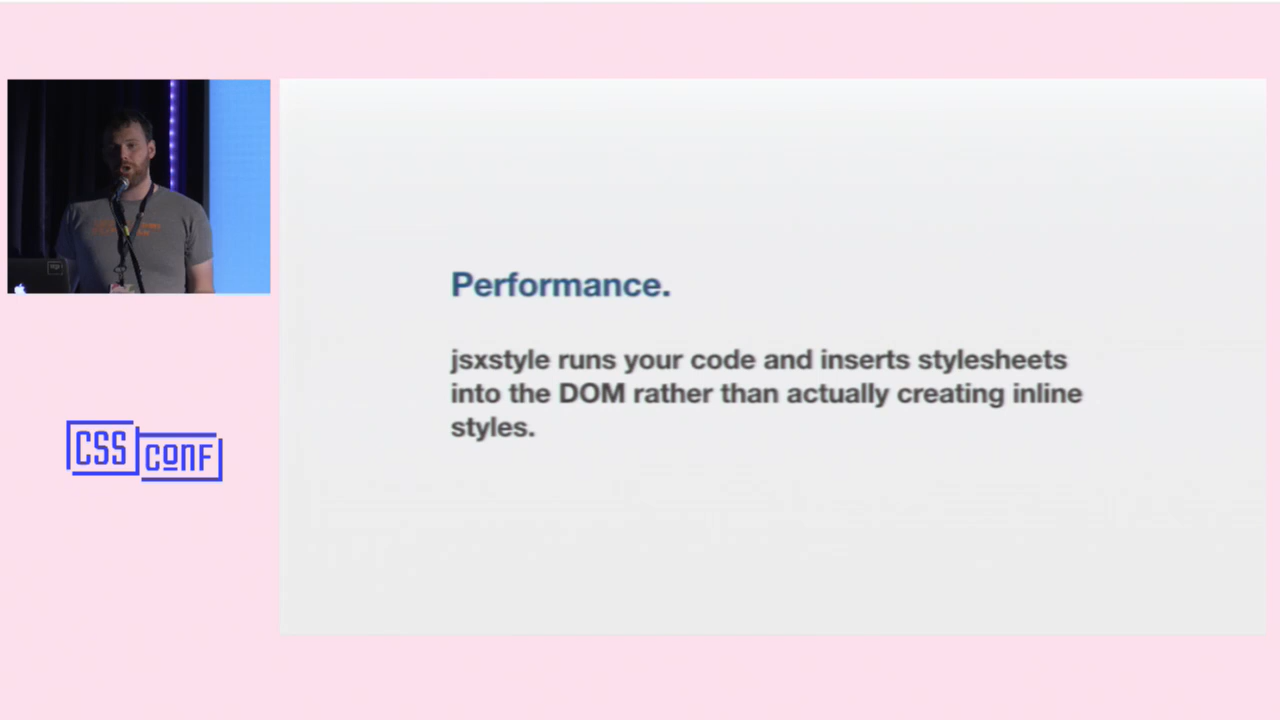 Performance.
jsxstyle runs your code and inserts stylesheets
into the DOM rather than actually creating inline
styles.
CSS
CONF